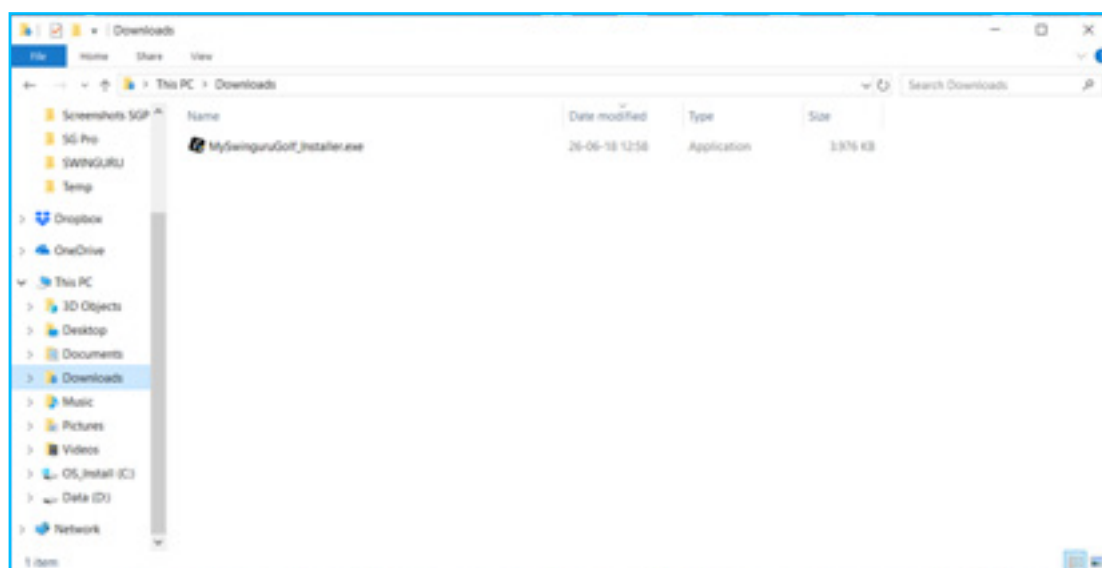 Downloads
File Home Share View
This PC > Downloads
Search Downloads
Name Date modified Type Size
MySwinguruGolf_Installer.exe 26-06-18 12:58 Application 3.976 KB
Screenshots SGP
SG Pro
SWINGURU
Temp
Dropbox
OneDrive
This PC
3D Objects
Desktop
Documents
Downloads
Music
Pictures
Videos
OS_Install (C:)
Data (D:)
Network
1 item